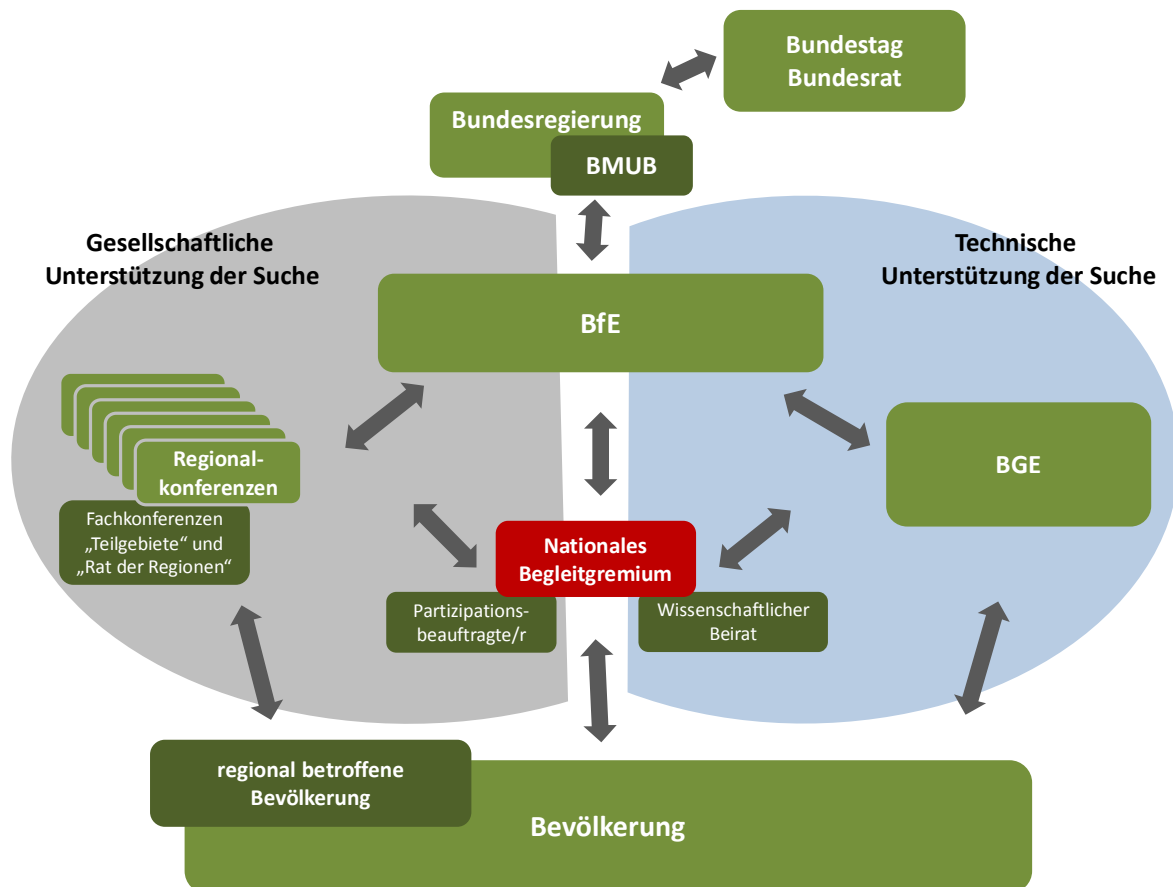 Bundestag
Bundesrat
Bundesregierung
BMUB
Gesellschaftliche
Unterstützung der Suche
Technische
Unterstützung der Suche
BfE
Regional-
konferenzen
BGE
Fachkonferenzen
„Teilgebiete“ und
„Rat der Regionen“
Nationales
Begleitgremium
Partizipations-
beauftragte/r
Wissenschaftlicher
Beirat
regional betroffene
Bevölkerung
Bevölkerung